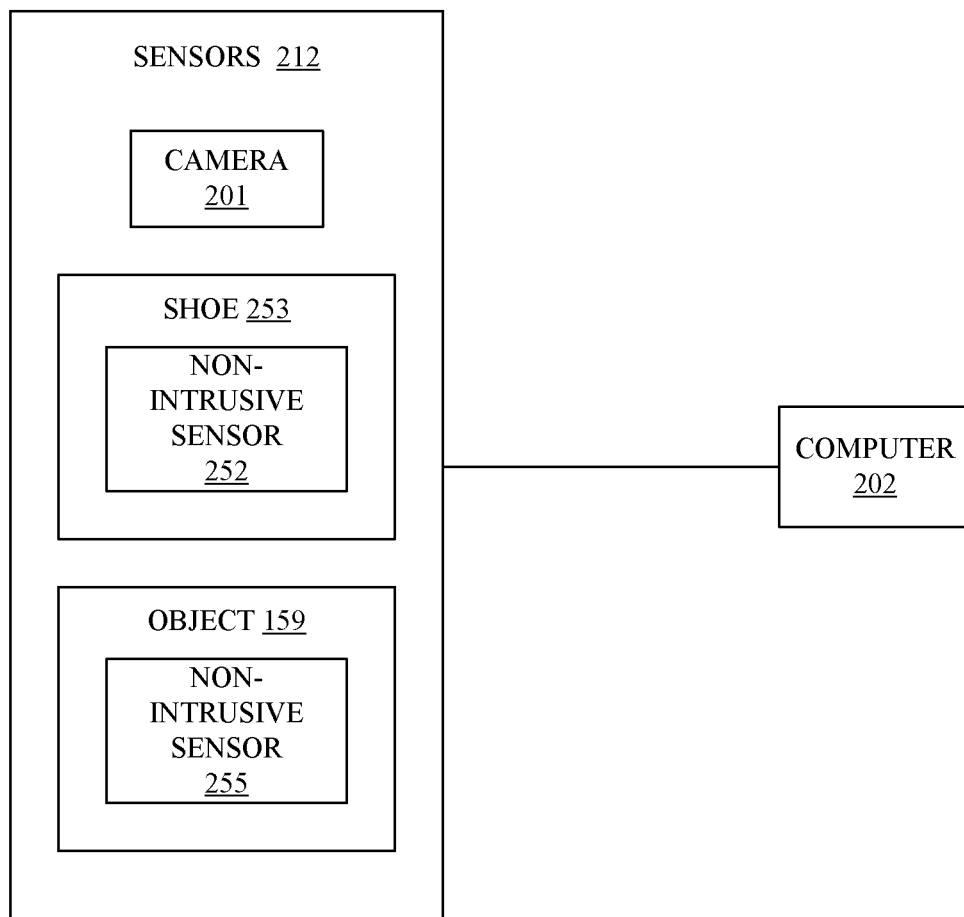 SENSORS 212
CAMERA
201
SHOE 253
NON-
INTRUSIVE
SENSOR
252
COMPUTER
202
OBJECT 159
NON-
INTRUSIVE
SENSOR
255